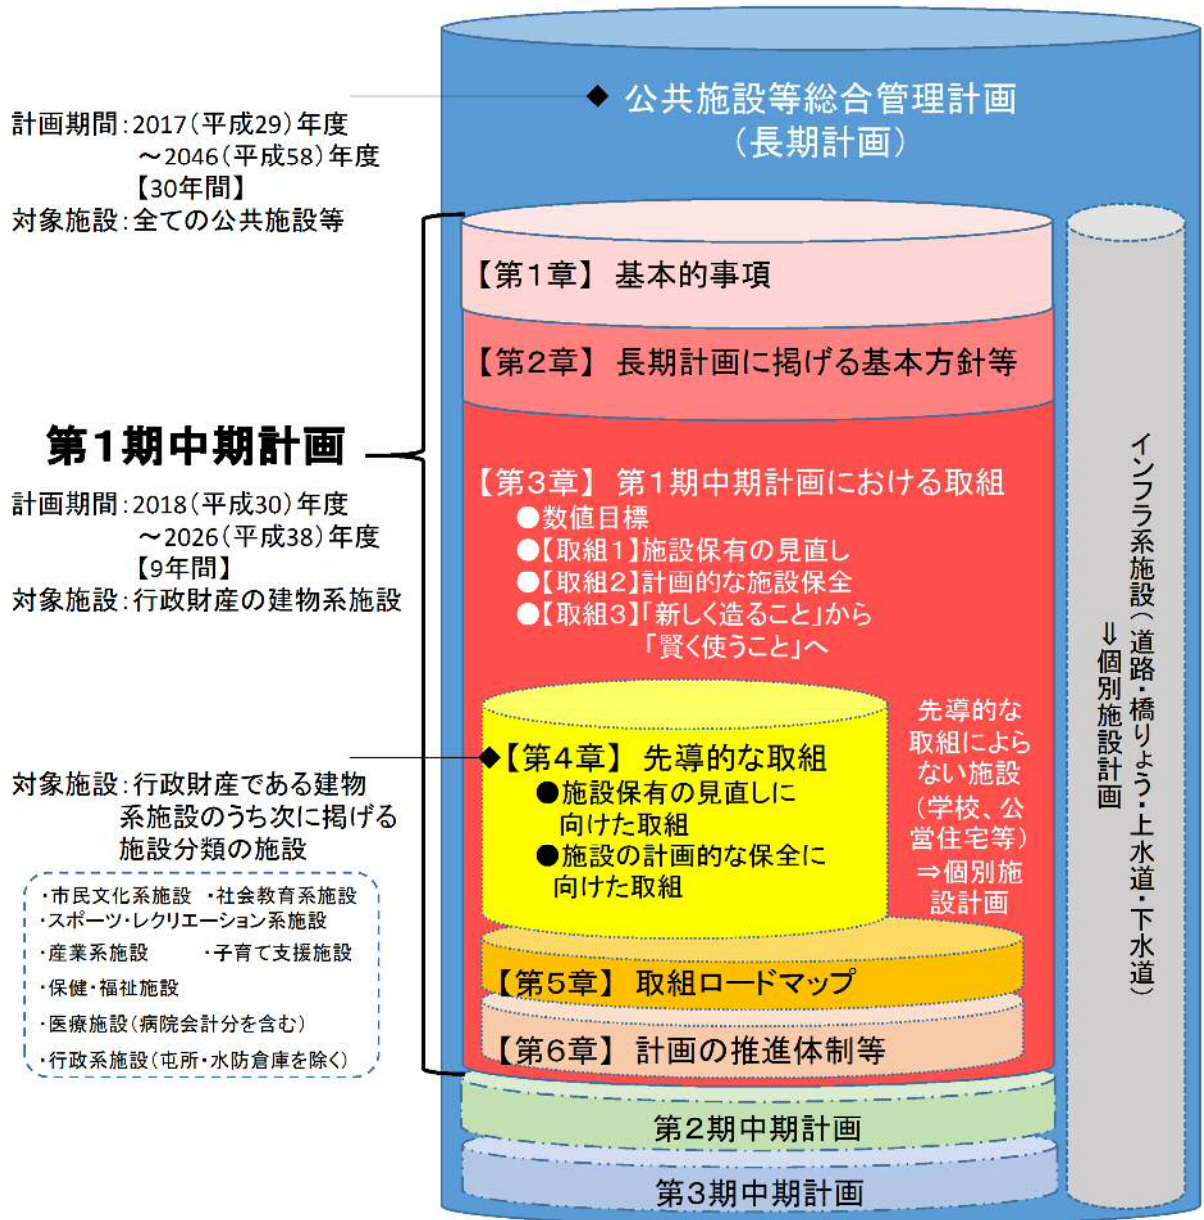 ◆ 公共施設等総合管理計画
（長期計画）
計画期間：2017（平成29）年度
～2046（平成58）年度
【30年間】
対象施設：全ての公共施設等
【第１章】 基本的事項
【第２章】 長期計画に掲げる基本方針等
第１期中期計画
計画期間：2018（平成30）年度
～2026（平成38）年度
【9年間】
対象施設：行政財産の建物系施設
【第３章】 第１期中期計画における取組
●数値目標
●【取組１】施設保有の見直し
●【取組２】計画的な施設保全
●【取組３】「新しく造ること」から
「賢く使うこと」へ
◆【第４章】 先導的な取組
●施設保有の見直しに
向けた取組
●施設の計画的な保全に
向けた取組
先導的な
取組によら
ない施設
（学校、公
営住宅等）
⇒個別施
設計画
対象施設：行政財産である建物
系施設のうち次に掲げる
施設分類の施設
・市民文化系施設 ・社会教育系施設
・スポーツ・レクリエーション系施設
・産業系施設 ・子育て支援施設
・保健・福祉施設
・医療施設（病院会計分を含む）
・行政系施設（屯所・水防倉庫を除く）
【第５章】 取組ロードマップ
【第６章】 計画の推進体制等
第２期中期計画
第３期中期計画
インフラ系施設（道路・橋りょう・上水道・下水道）
⇒個別施設計画